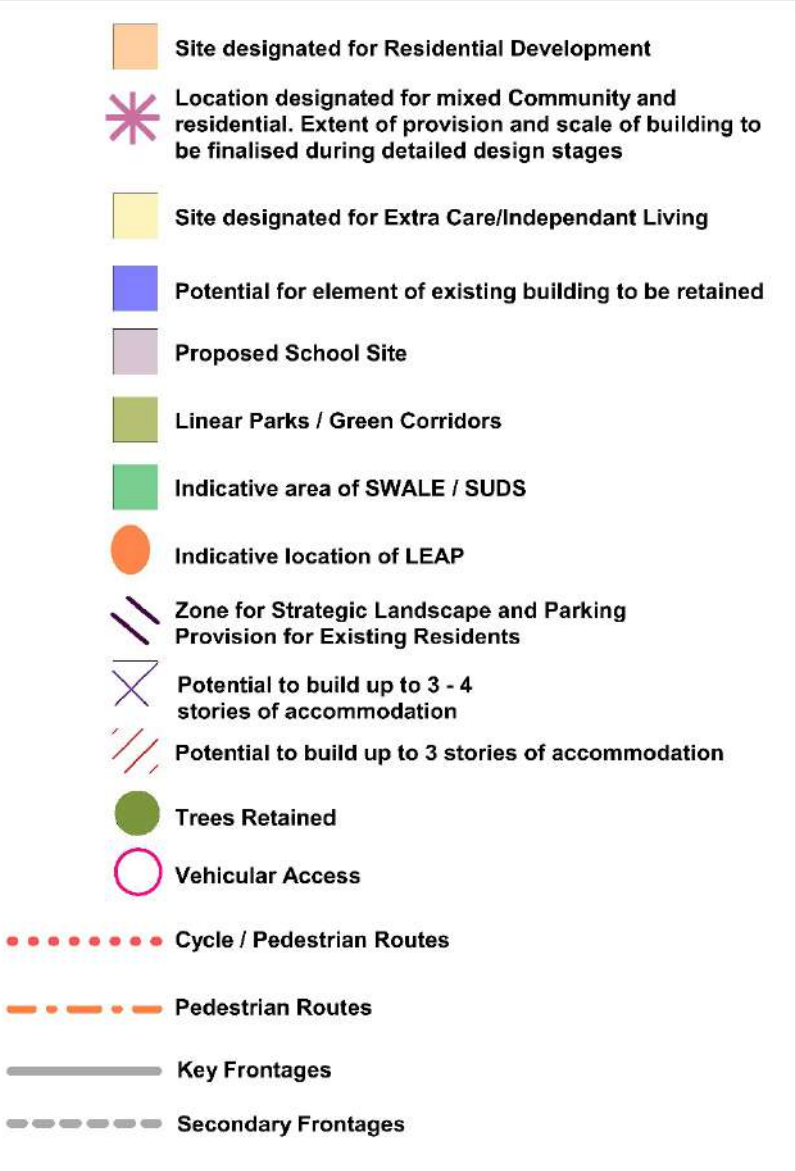 Site designated for Residential Development
Location designated for mixed Community and
residential. Extent of provision and scale of building to
be finalised during detailed design stages
Site designated for Extra Care/Independant Living
Potential for element of existing building to be retained
Proposed School Site
Linear Parks / Green Corridors
Indicative area of SWALE / SUDS
Indicative location of LEAP
Zone for Strategic Landscape and Parking
Provision for Existing Residents
Potential to build up to 3 - 4
stories of accommodation
Potential to build up to 3 stories of accommodation
Trees Retained
Vehicular Access
Cycle / Pedestrian Routes
Pedestrian Routes
Key Frontages
Secondary Frontages